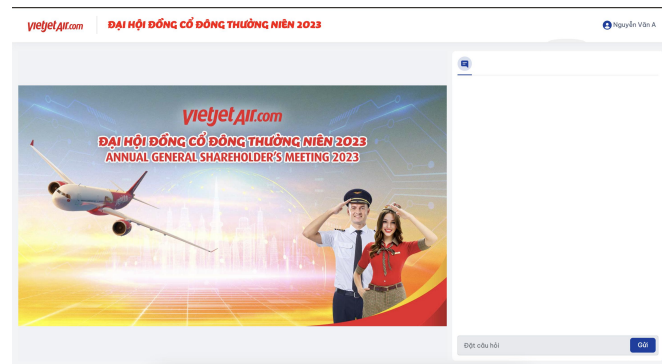 vietjetAir.com
ĐẠI HỘI ĐỒNG CỔ ĐÔNG THƯỜNG NIÊN 2023
Nguyễn Văn A
vietjetAir.com
ĐẠI HỘI ĐỒNG CỔ ĐÔNG THƯỜNG NIÊN 2023
ANNUAL GENERAL SHAREHOLDER'S MEETING 2023
Đặt câu hỏi
Gửi